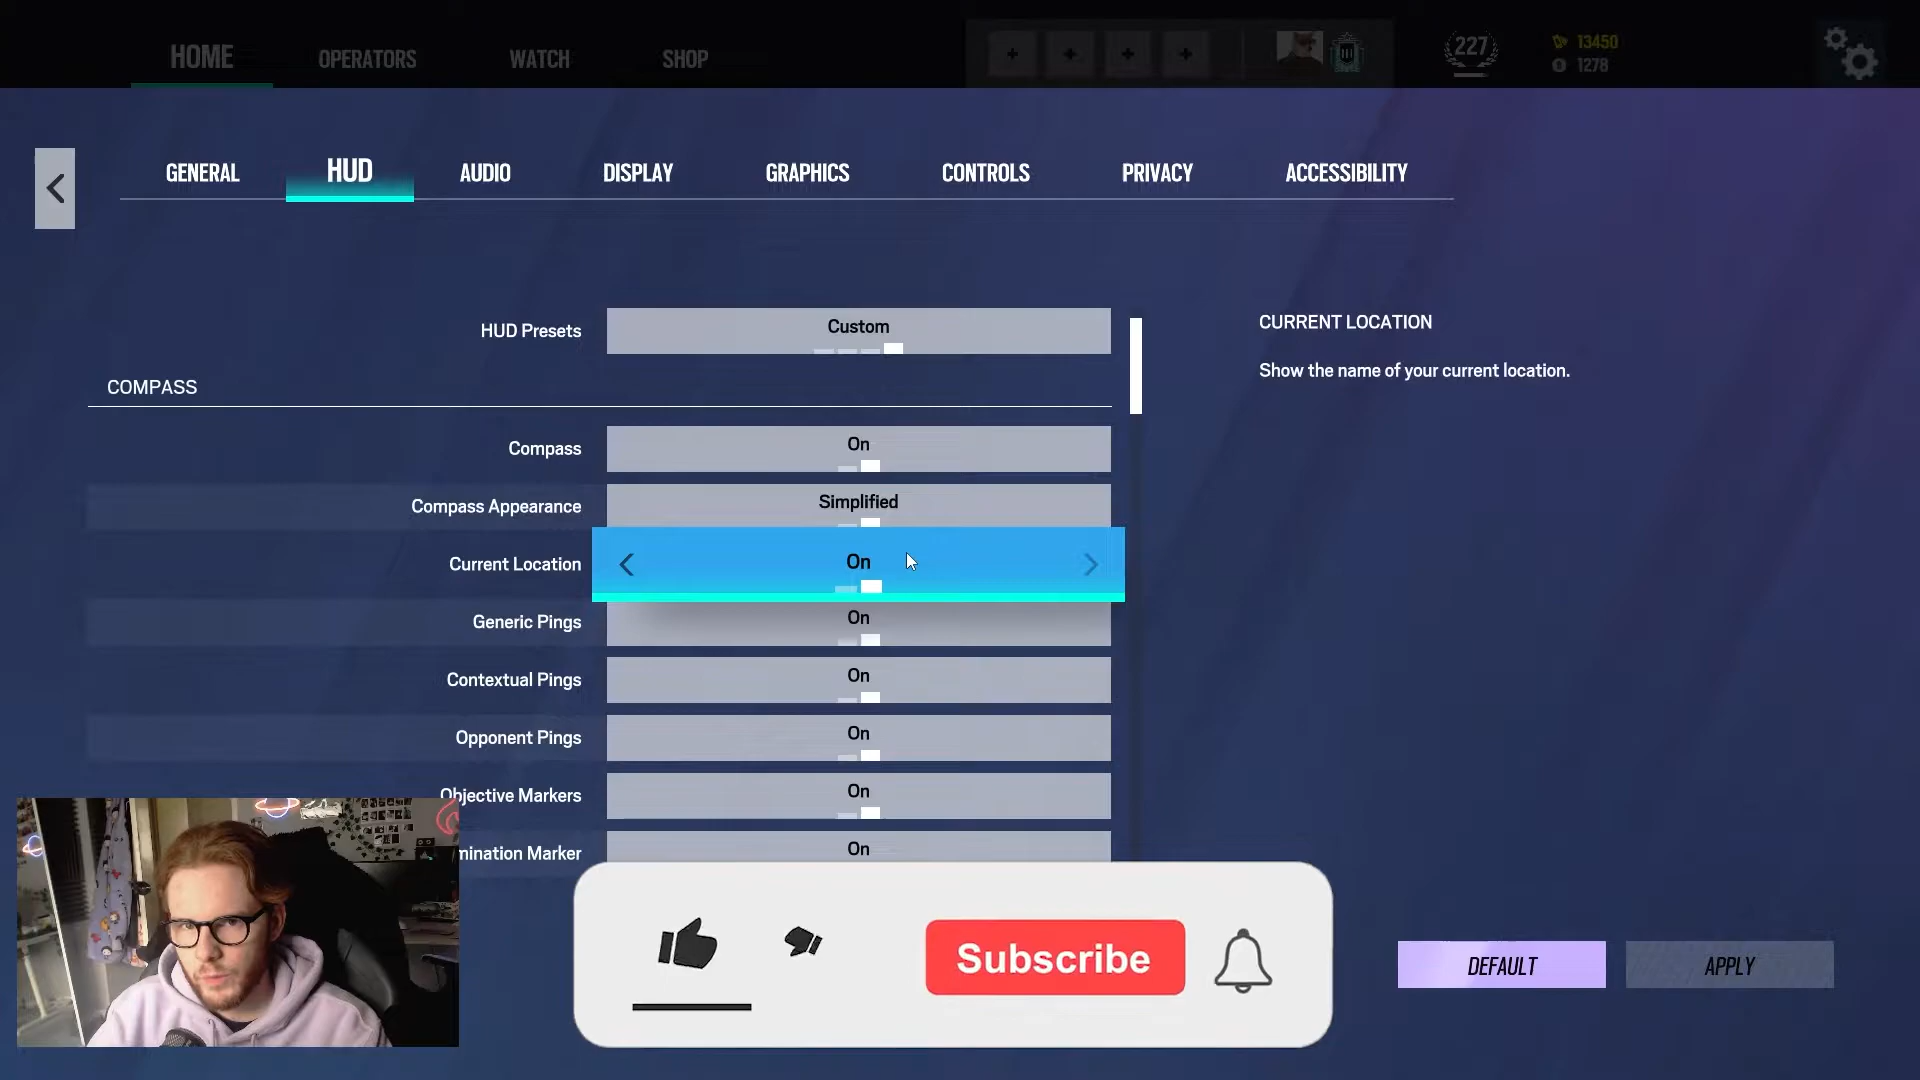 HOME OPERATORS WATCH SHOP
227
13450
1278
GENERAL HUD AUDIO DISPLAY GRAPHICS CONTROLS PRIVACY ACCESSIBILITY
HUD Presets Custom
CURRENT LOCATION
Show the name of your current location.
COMPASS
Compass On
Compass Appearance Simplified
Current Location On
Generic Pings On
Contextual Pings On
Opponent Pings On
Objective Markers On
mination Marker On
Subscribe
DEFAULT APPLY